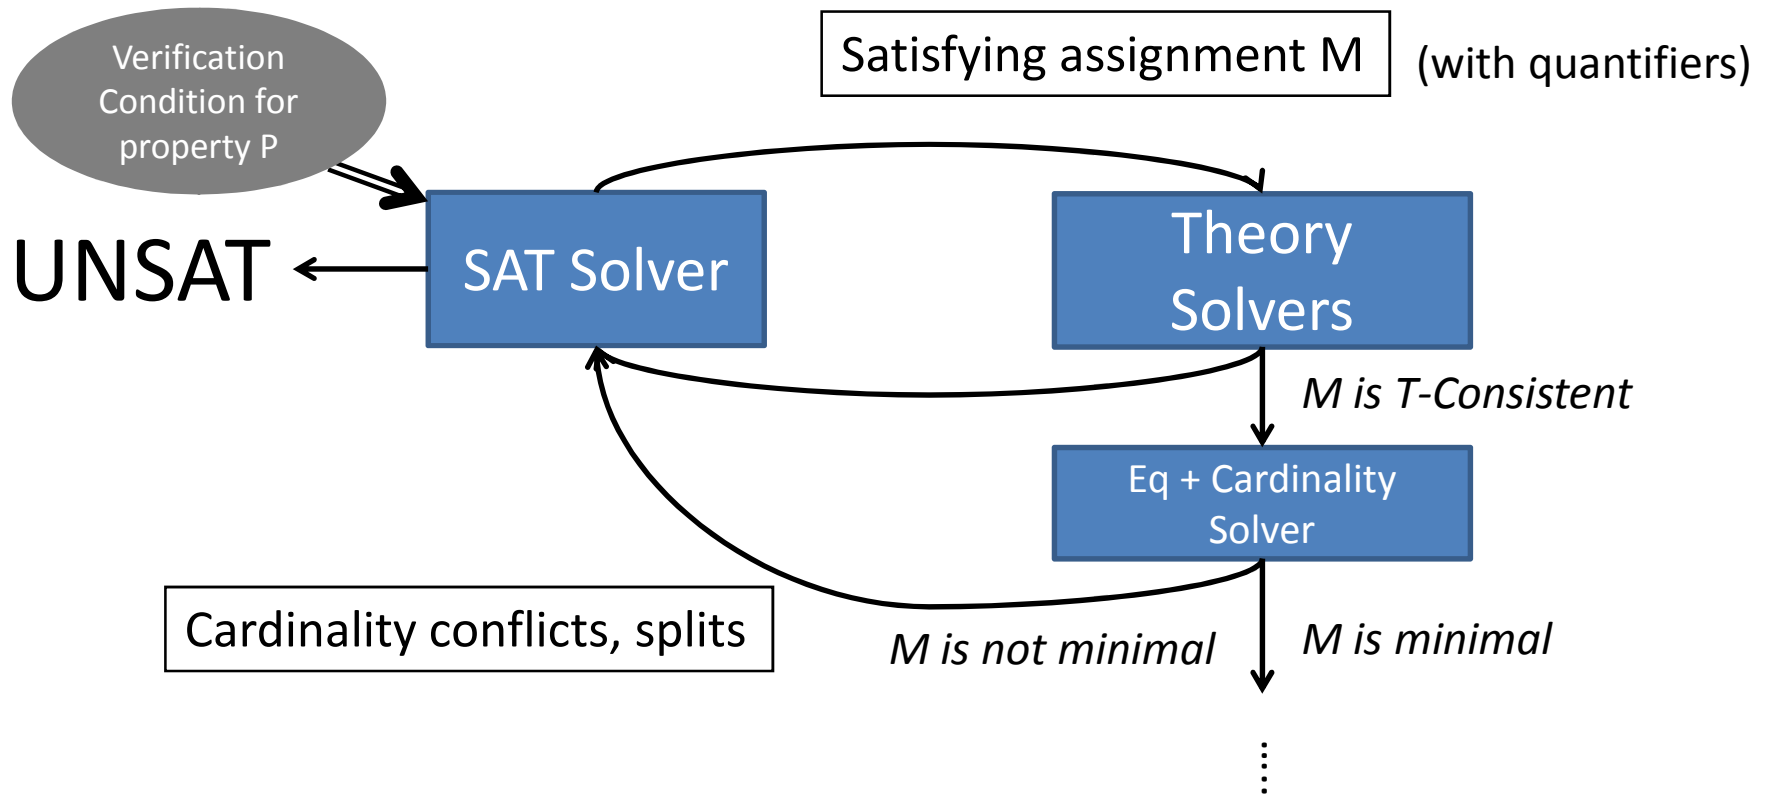 Verification
Condition for
property P
Satisfying assignment M
(with quantifiers)
UNSAT
SAT Solver
Theory
Solvers
M is T-Consistent
Eq + Cardinality
Solver
Cardinality conflicts, splits
M is not minimal
M is minimal
......